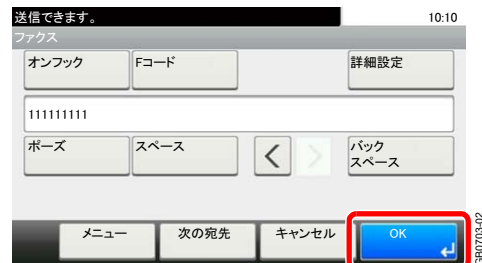 送信できます。 10:10
ファクス
オンフック Fコード 詳細設定
111111111
ポーズ スペース < > バック
スペース
メニュー 次の宛先 キャンセル OK
GB0703-02